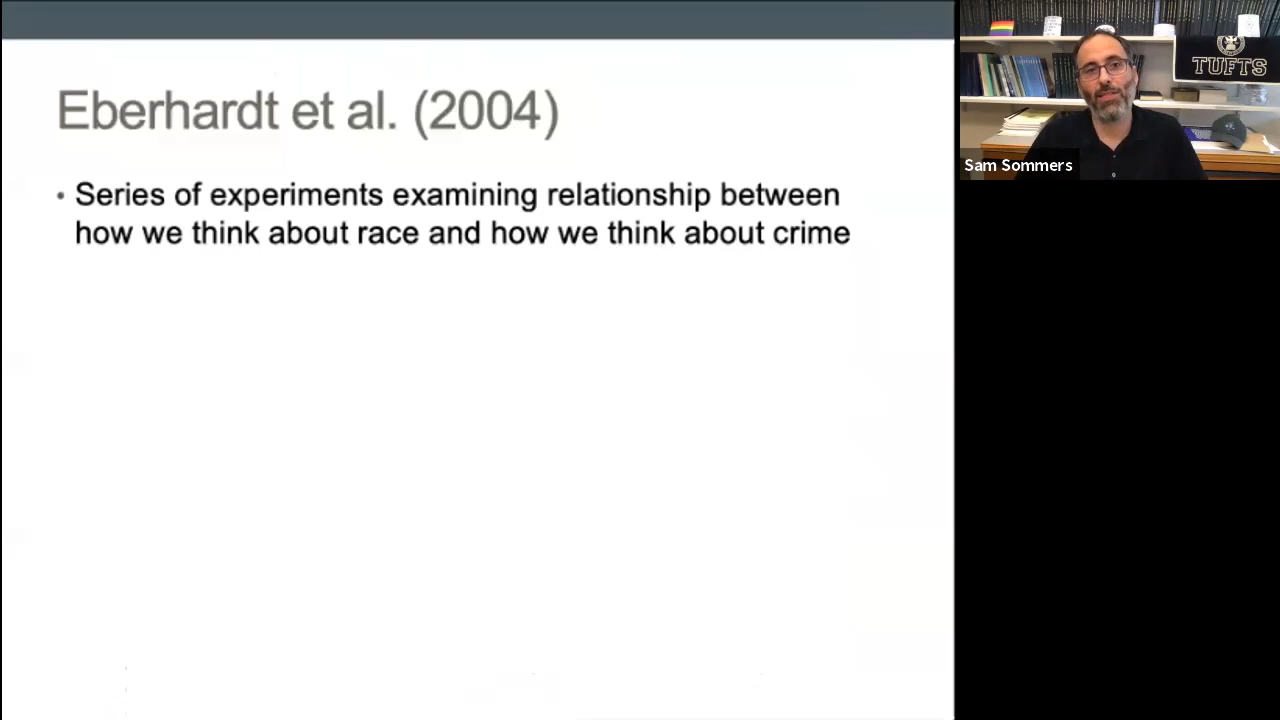 Eberhardt et al. (2004)
• Series of experiments examining relationship between
how we think about race and how we think about crime
TUFTS
Sam Sommers